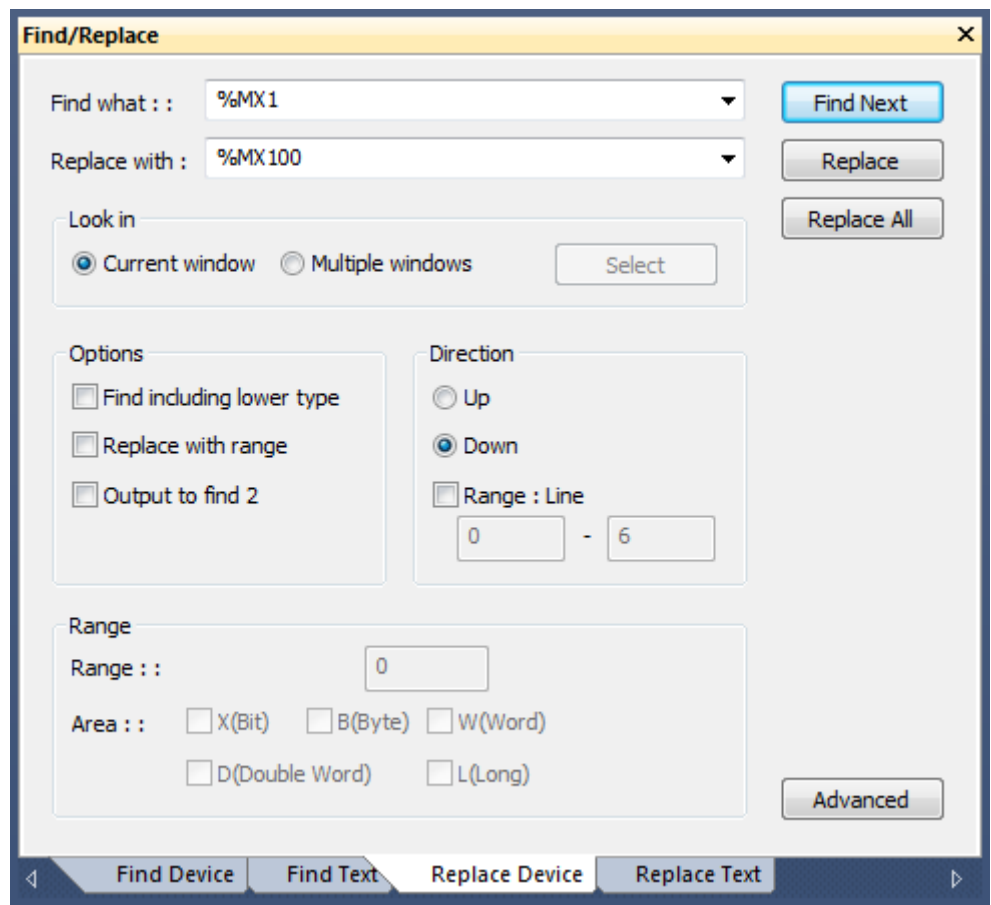 Find/Replace
Find what : : %MX1 Find Next
Replace with : %MX100 Replace
Look in Replace All
Current window Multiple windows Select
Options Direction
Find including lower type Up
Replace with range Down
Output to find 2 Range : Line
0 - 6
Range
Range : : 0
Area : : X(Bit) B(Byte) W(Word)
D(Double Word) L(Long)
Advanced
Find Device Find Text Replace Device Replace Text